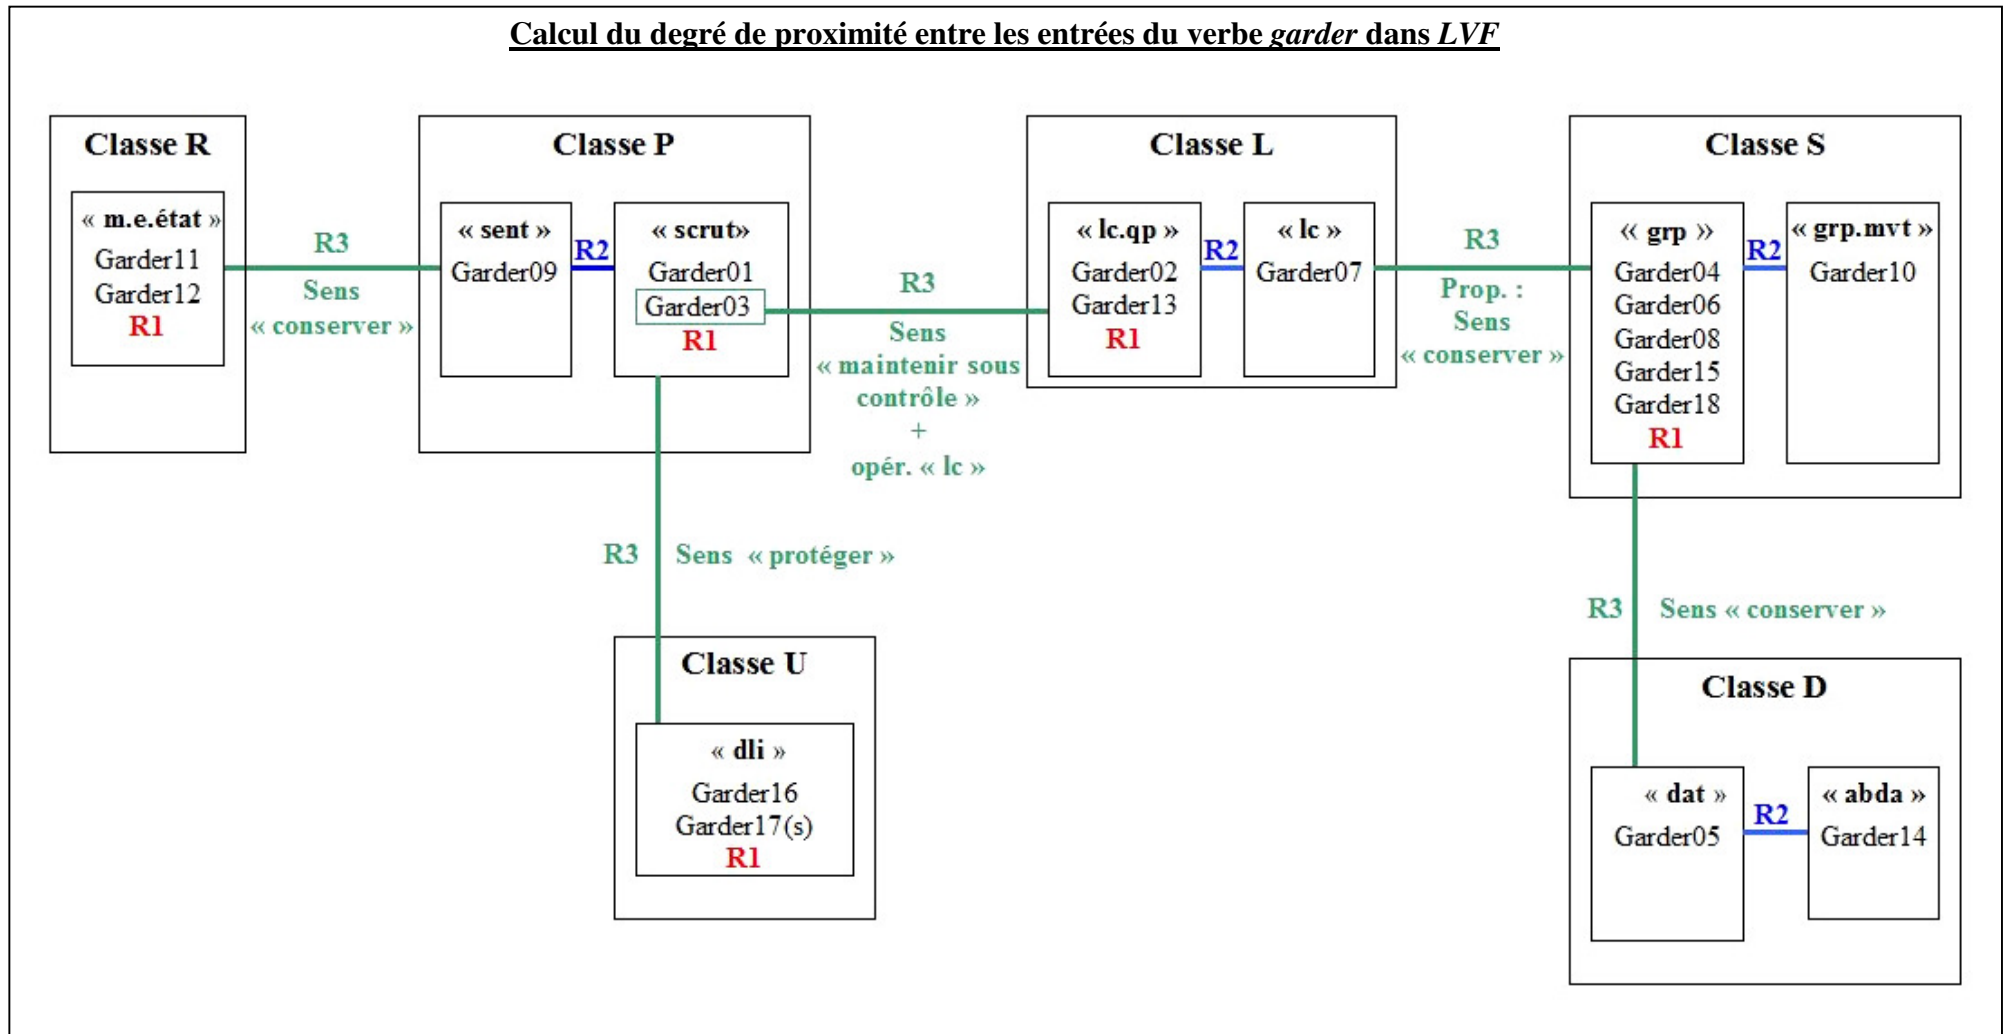 Calcul du degré de proximité entre les entrées du verbe garder dans LVF
Classe R
« m.e.état »
Garder11
Garder12
R1
R3
Sens
« conserver »
Classe P
« sent »
Garder09
R2
« scrut»
Garder01
Garder03
R1
R3
Sens
« maintenir sous
contrôle »
+
opér. « lc »
Classe L
« lc.qp »
Garder02
Garder13
R1
R2
« lc »
Garder07
R3
Prop. :
Sens
« conserver »
Classe S
« grp »
Garder04
Garder06
Garder08
Garder15
Garder18
R1
R2
« grp.mvt »
Garder10
R3 Sens « protéger »
Classe U
« dli »
Garder16
Garder17(s)
R1
R3 Sens « conserver »
Classe D
« dat »
Garder05
R2
« abda »
Garder14